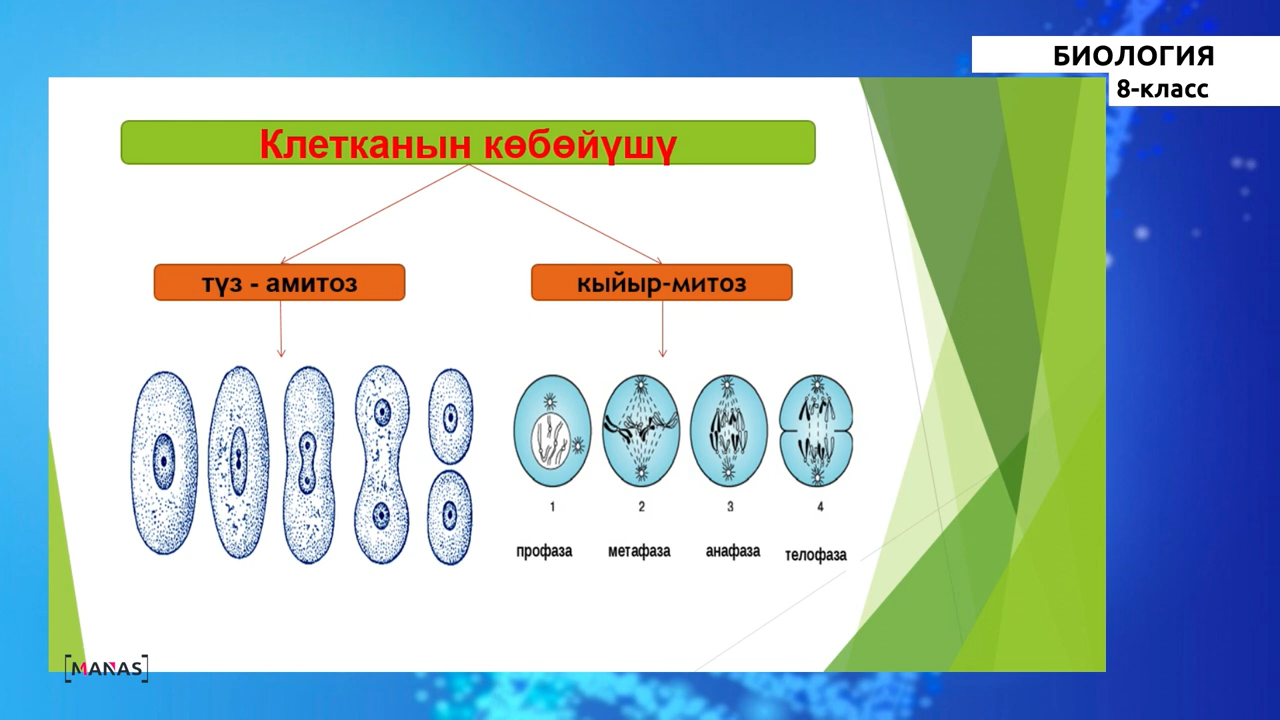 БИОЛОГИЯ
8-класс
Клетканын көбөйүшү
түз - амитоз
кыйыр-митоз
1 2 3 4
профаза метафаза анафаза телофаза
[MANAS]